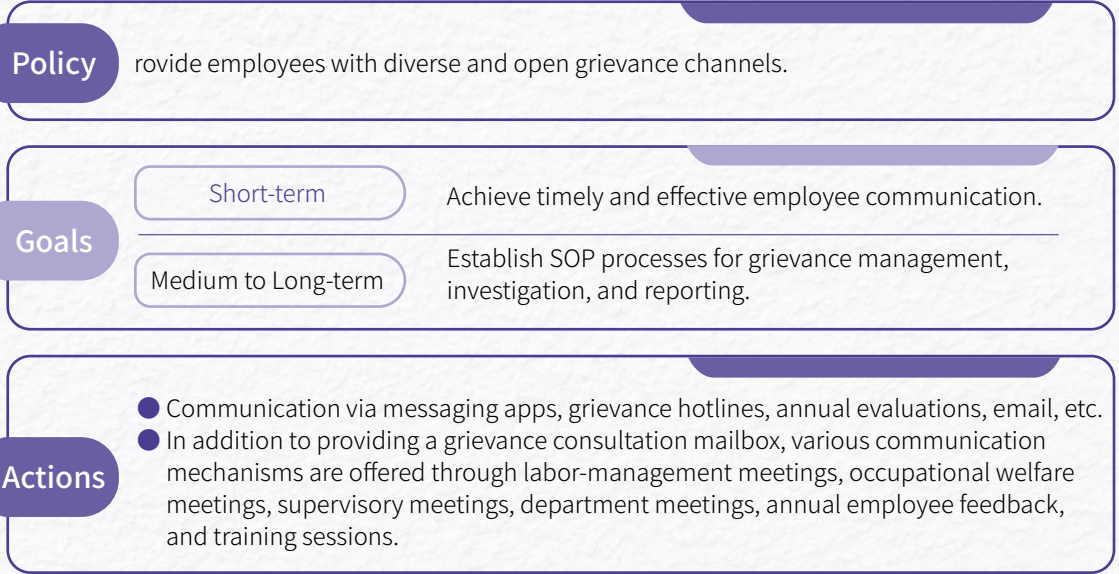 Policy
rovide employees with diverse and open grievance channels.
Goals
Short-term
Achieve timely and effective employee communication.
Medium to Long-term
Establish SOP processes for grievance management,
investigation, and reporting.
Actions
● Communication via messaging apps, grievance hotlines, annual evaluations, email, etc.
● In addition to providing a grievance consultation mailbox, various communication
mechanisms are offered through labor-management meetings, occupational welfare
meetings, supervisory meetings, department meetings, annual employee feedback,
and training sessions.